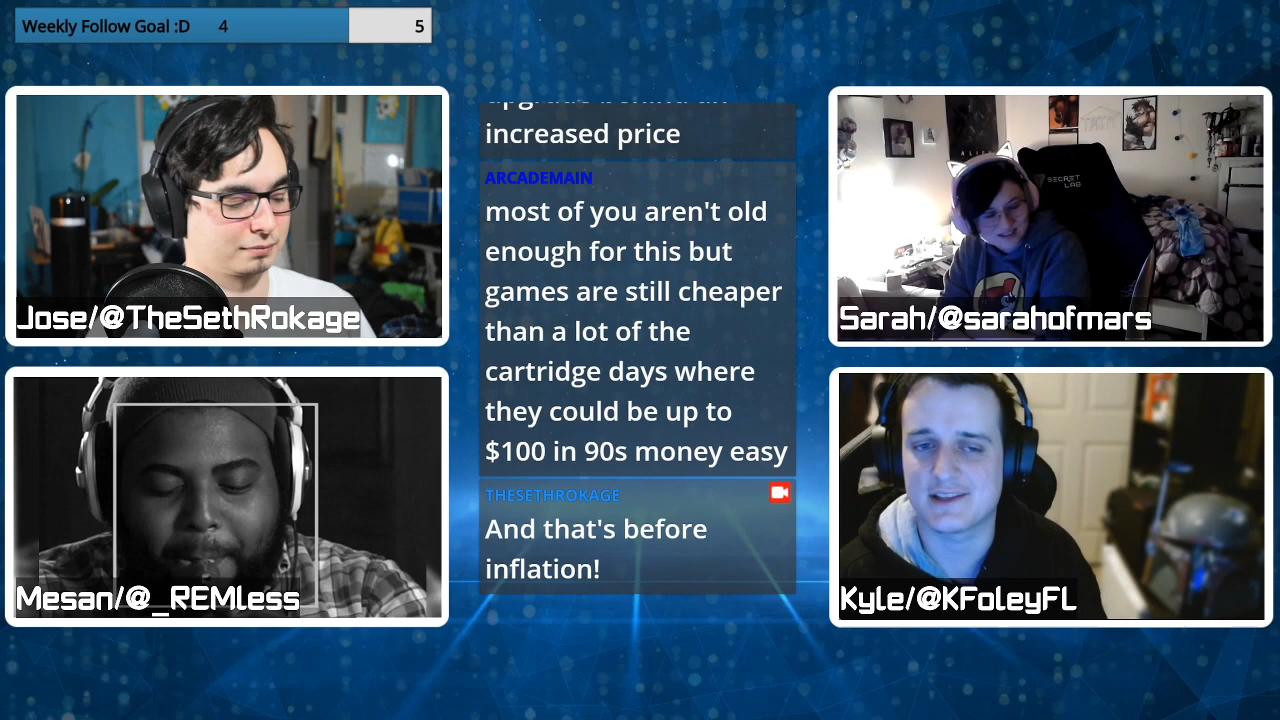 Weekly Follow Goal :D 4 5
increased price
ARCADEMAIN
most of you aren't old
enough for this but
games are still cheaper
than a lot of the
cartridge days where
they could be up to
$100 in 90s money easy
THESETHROKAGE
And that's before
inflation!
Jose/@TheSethRokage
SECRET
LAB
Sarah/@sarahofmars
Mesan/@_REMless
Kyle/@KFoleyFL